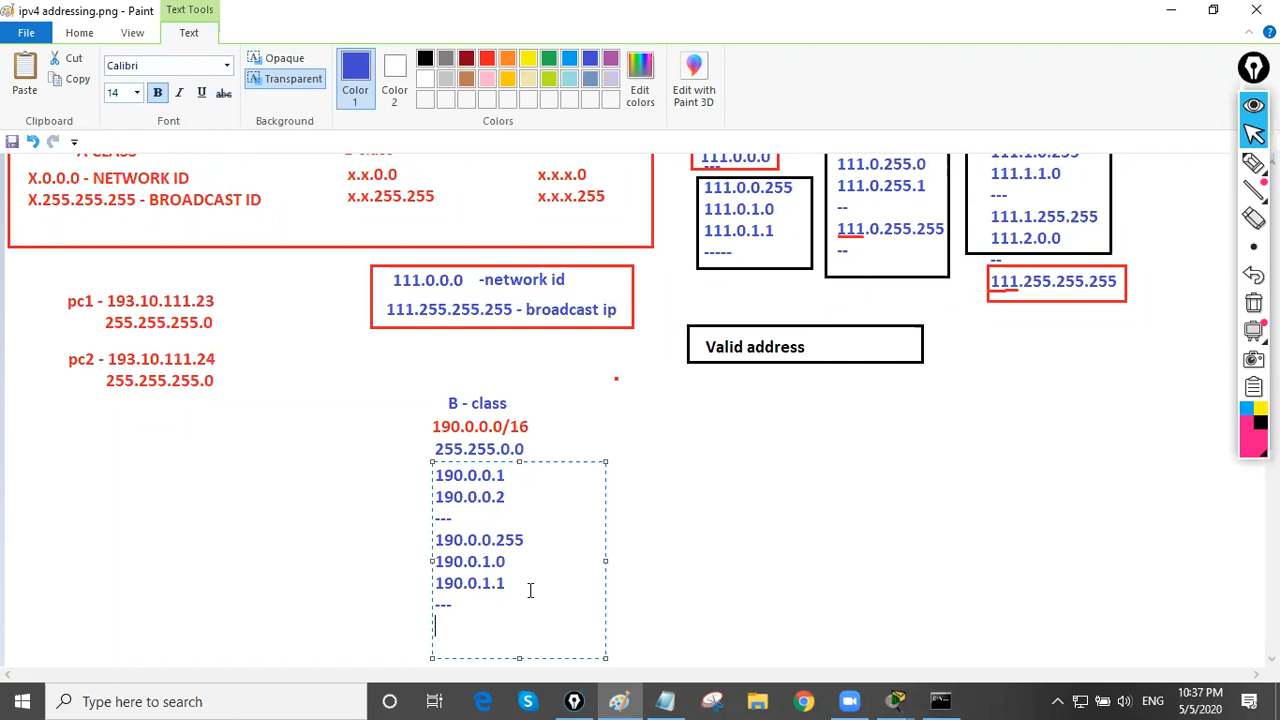 ipv4 addressing.png - Paint
Text Tools
File
Home
View
Text
Paste
Cut
Copy
Clipboard
Calibri
14
B
I
U
abc
Font
Opaque
Transparent
Background
Color 1
Color 2
Edit colors
Edit with Paint 3D
Colors
A CLASS
X.0.0.0 - NETWORK ID
X.255.255.255 - BROADCAST ID
B-class
x.x.0.0
x.x.255.255
x.x.x.0
x.x.x.255
pc1 - 193.10.111.23
255.255.255.0
pc2 - 193.10.111.24
255.255.255.0
111.0.0.0 -network id
111.255.255.255 - broadcast ip
111.0.0.0
---
111.0.0.255
111.0.1.0
111.0.1.1
-----
111.0.255.0
111.0.255.1
--
111.0.255.255
--
111.1.0.255
111.1.1.0
---
111.1.255.255
111.2.0.0
--
111.255.255.255
Valid address
B - class
190.0.0.0/16
255.255.0.0
190.0.0.1
190.0.0.2
---
190.0.0.255
190.0.1.0
190.0.1.1
---
Type here to search
ENG
10:37 PM
5/5/2020